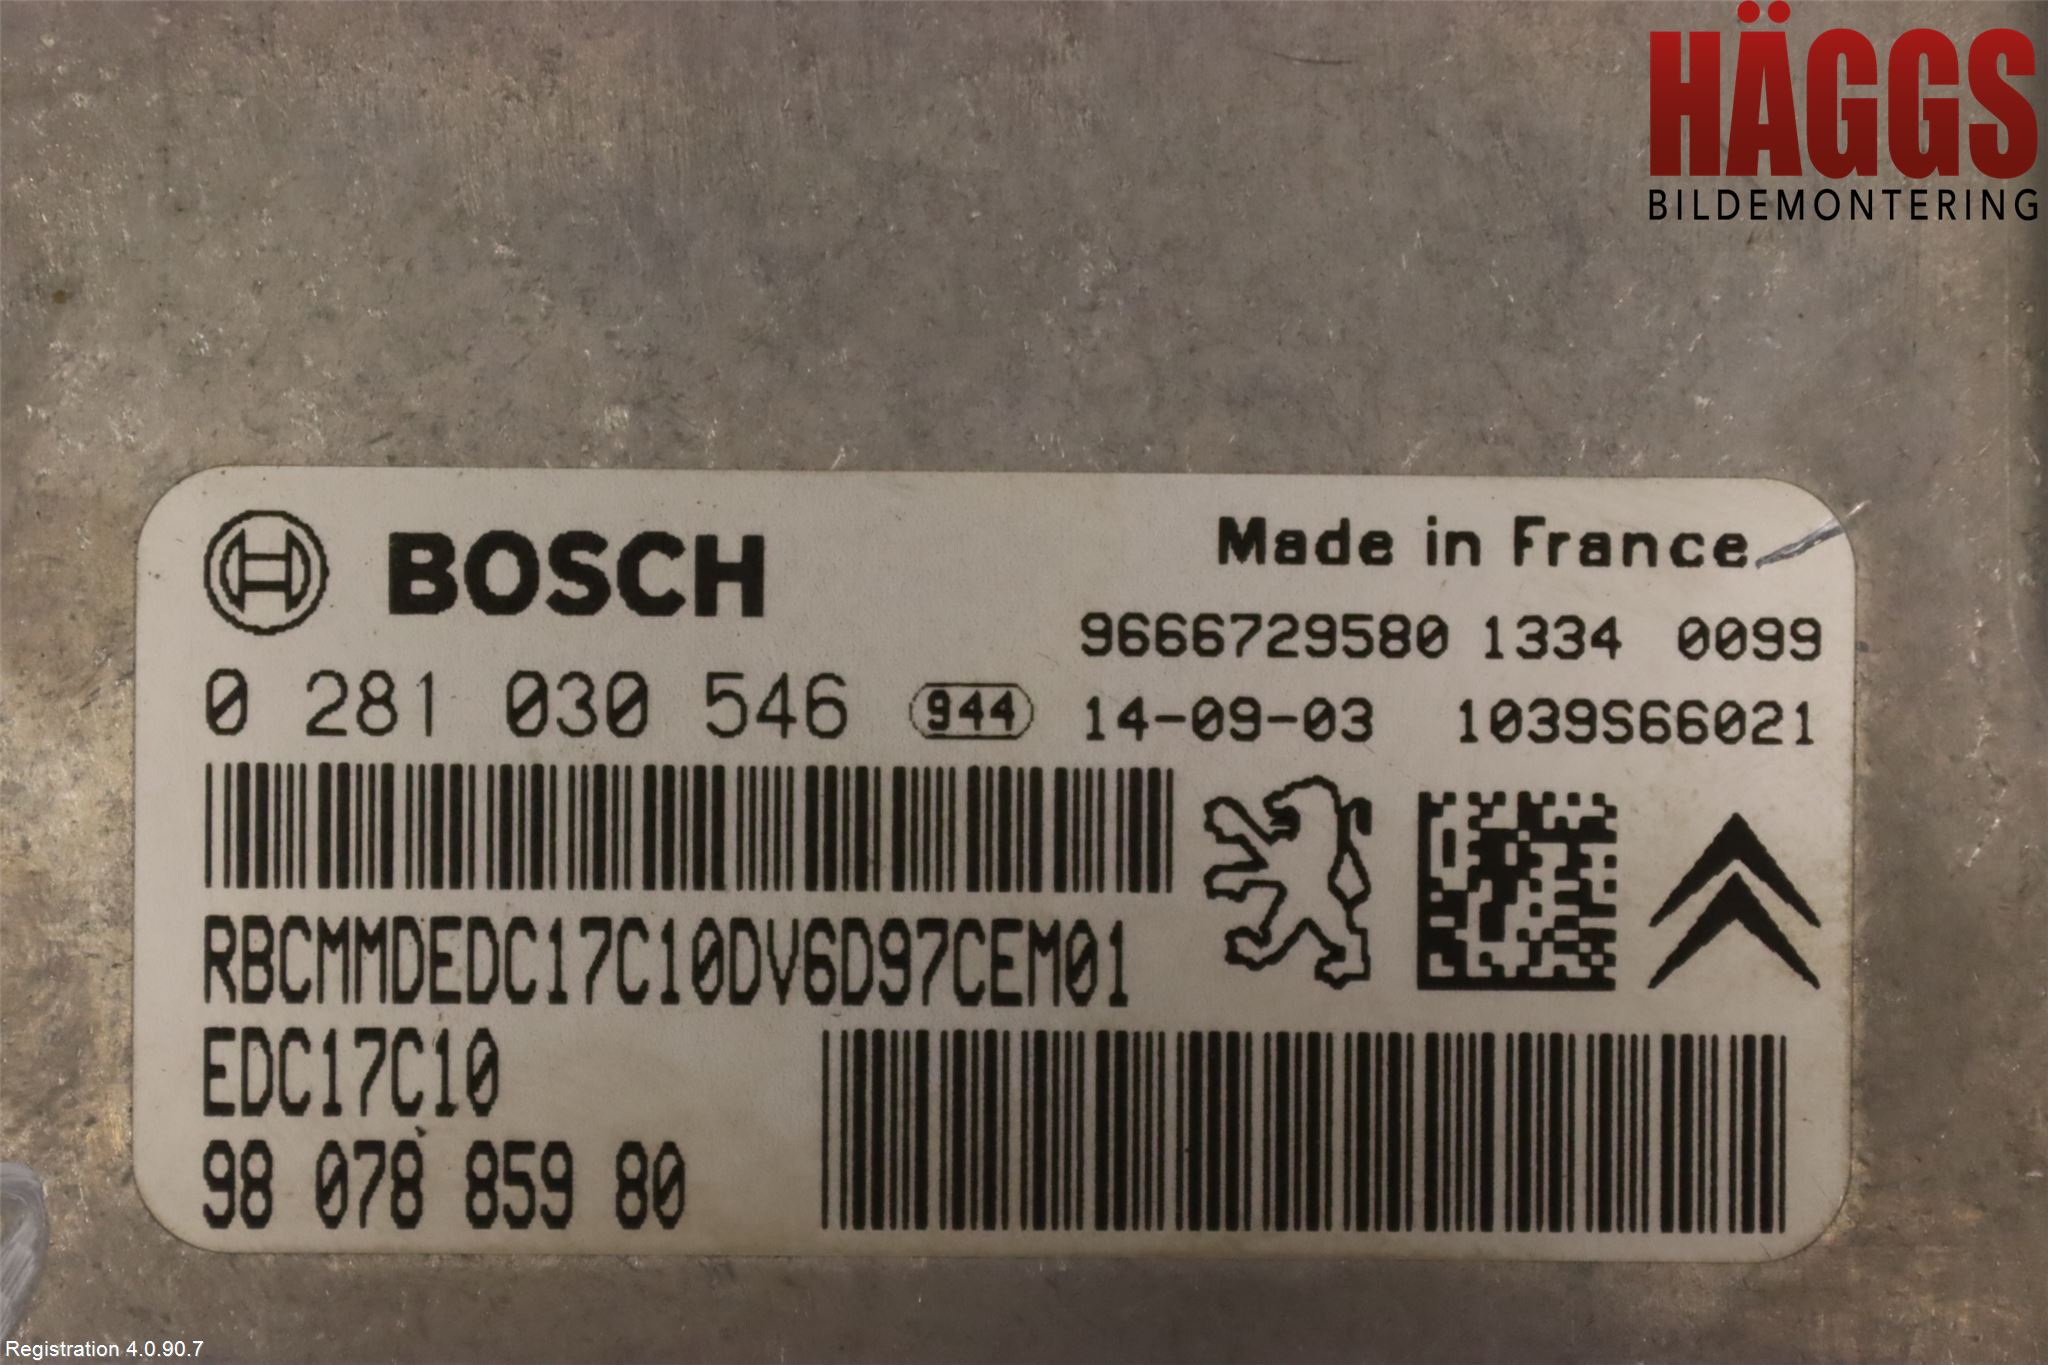 HÄGGS
BILDEMONTERING
BOSCH
Made in France
9666729580 1334 0099
0 281 030 546 944 14-09-03 1039S66021
RBCMMDEDC17C10DV6D97CEM01
EDC17C10
98 078 859 80
Registration 4.0.90.7